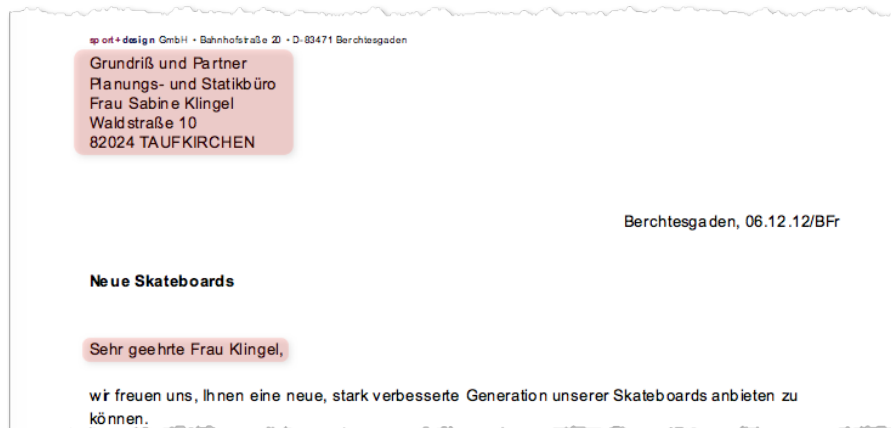 sport+design GmbH • Bahnhofstraße 20 • D-83471 Berchtesgaden
Grundriß und Partner
Planungs- und Statikbüro
Frau Sabine Klingel
Waldstraße 10
82024 TAUFKIRCHEN
Berchtesgaden, 06.12.12/BFr
Neue Skateboards
Sehr geehrte Frau Klingel,
wir freuen uns, Ihnen eine neue, stark verbesserte Generation unserer Skateboards anbieten zu
können.